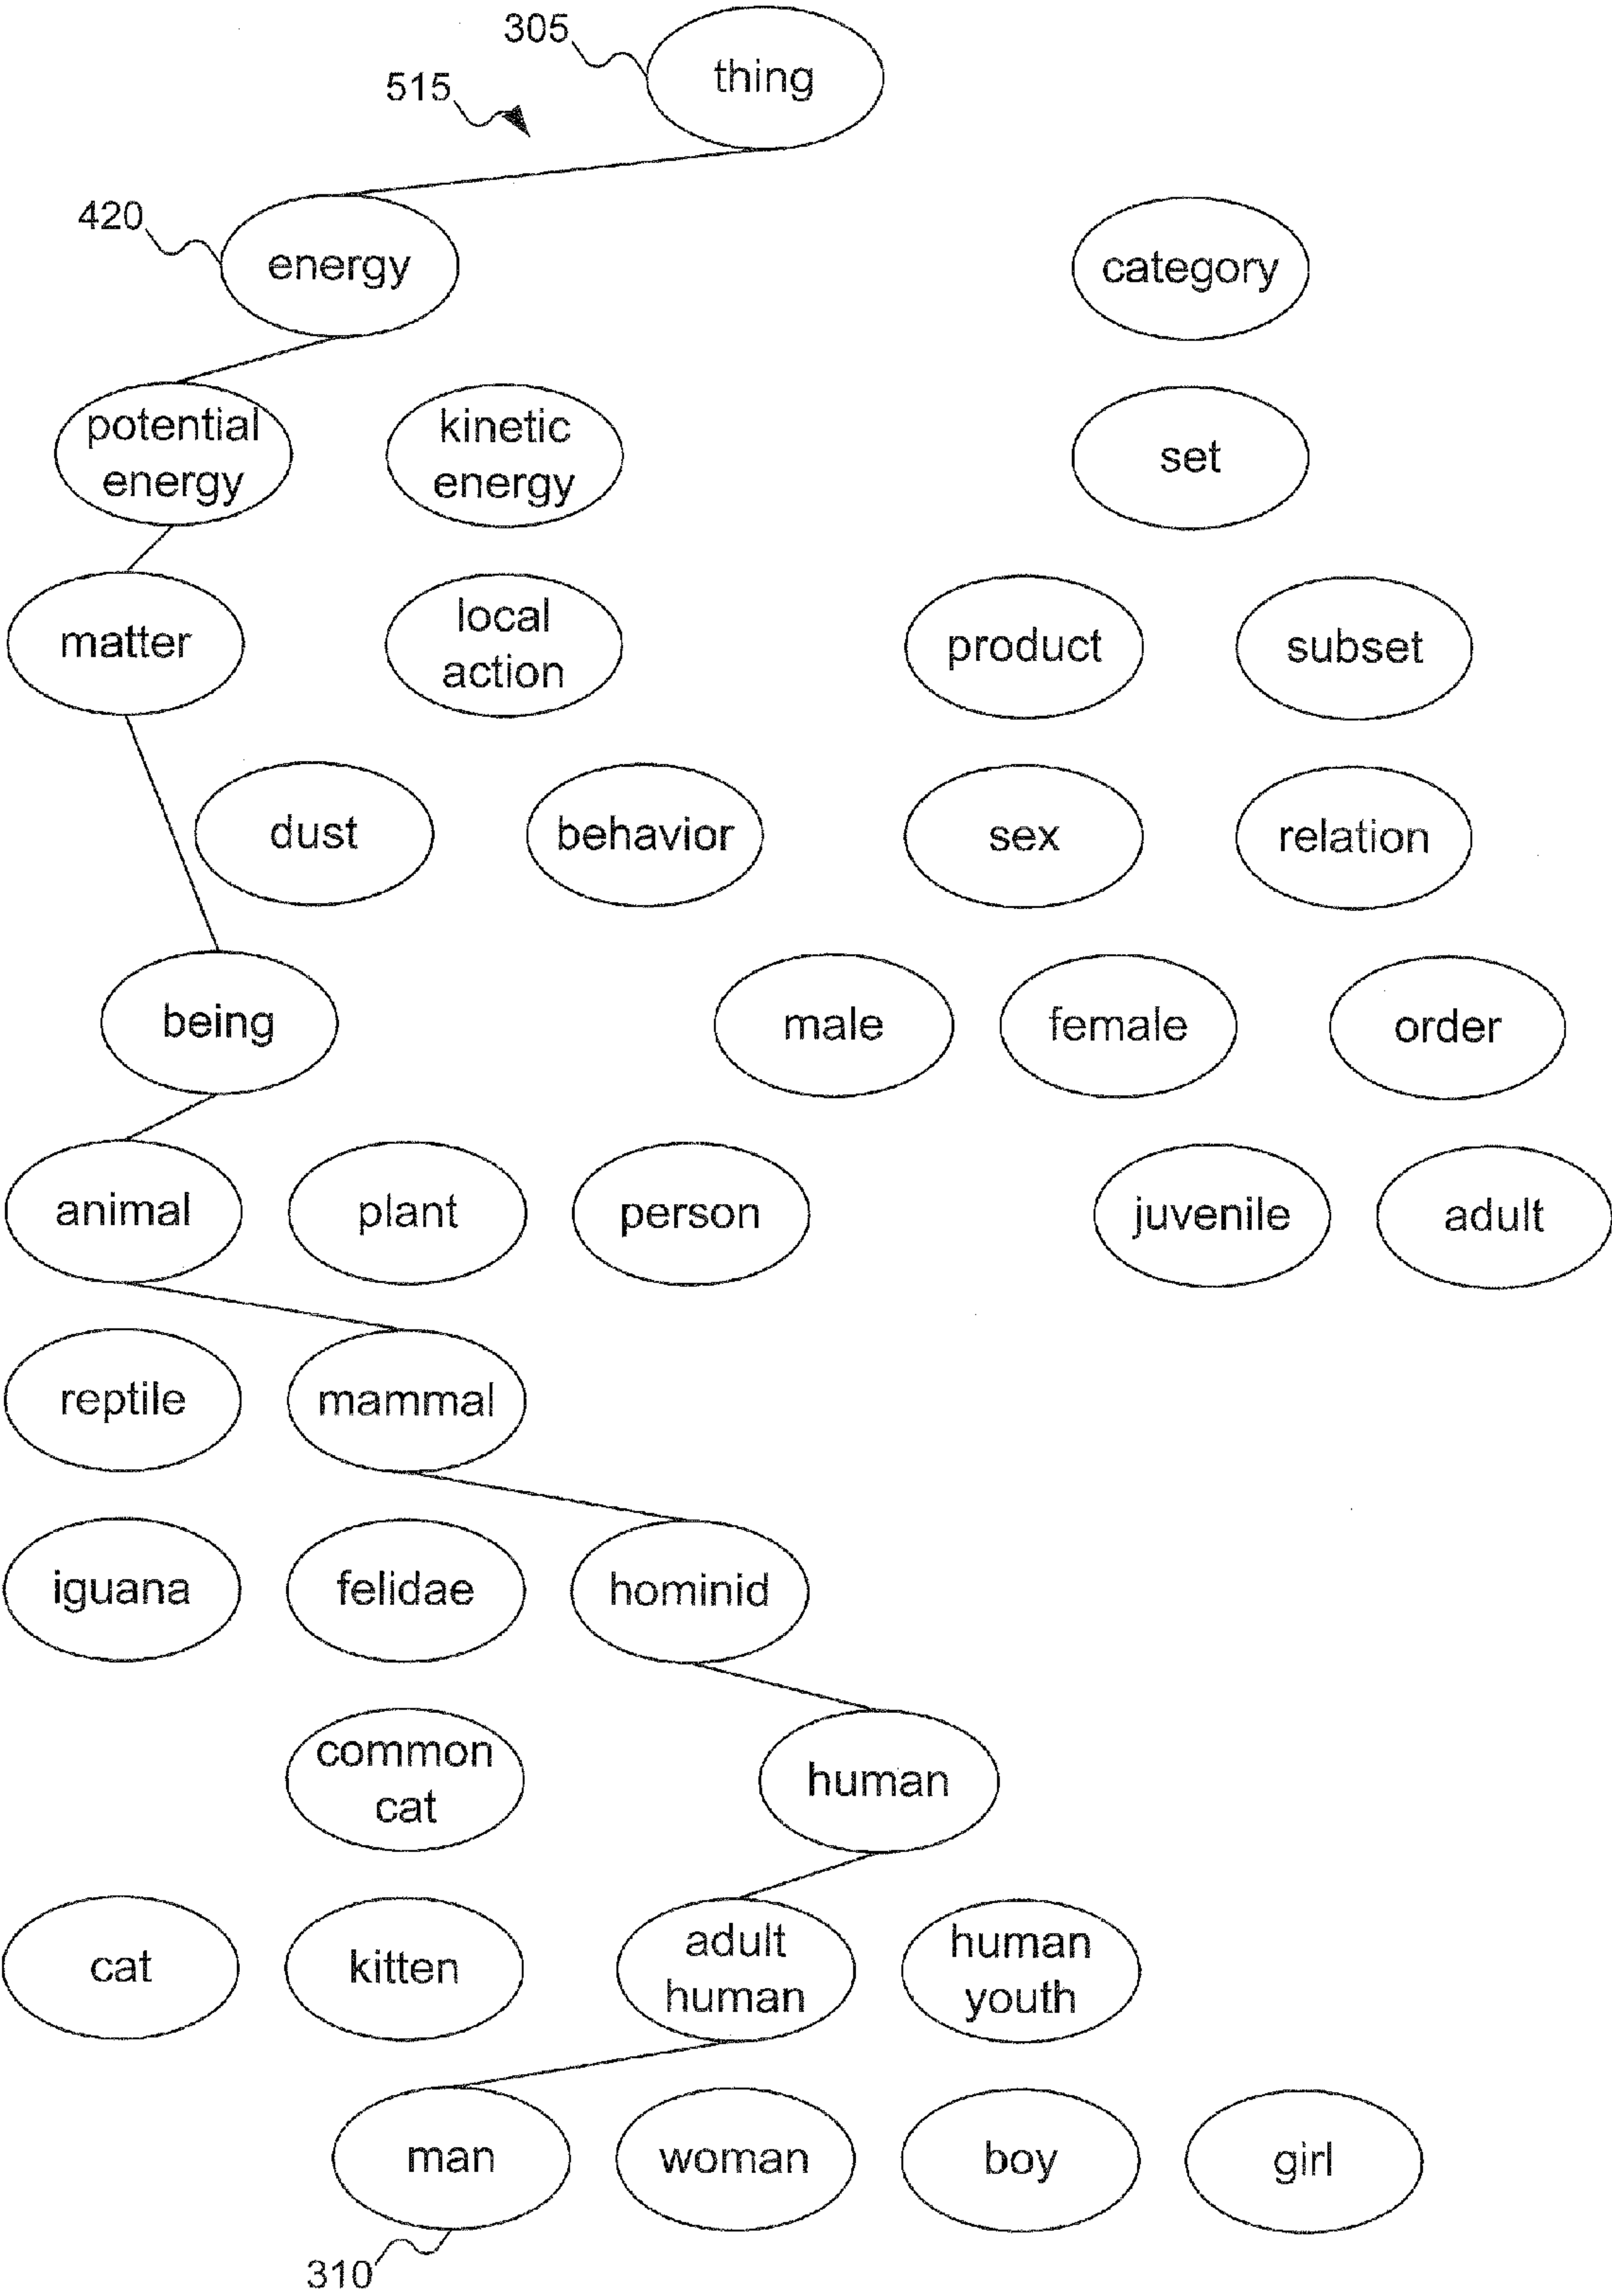 305
thing
515
420
energy
category
potential
energy
kinetic
energy
set
matter
local
action
product
subset
dust
behavior
sex
relation
being
male
female
order
animal
plant
person
juvenile
adult
reptile
mammal
iguana
felidae
hominid
common
cat
human
cat
kitten
adult
human
human
youth
man
woman
boy
girl
310